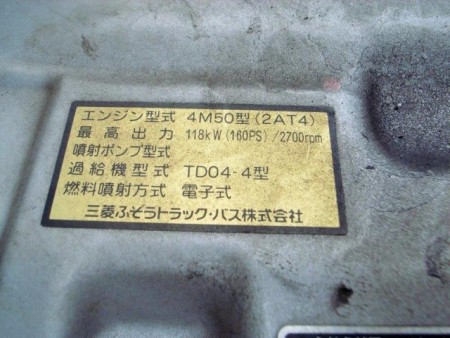 エンジン型式 4M50型(2AT4)
最高出力 118kW(160PS)/2700rpm
噴射ポンプ型式
過給機型式 TD04-4型
燃料噴射方式 電子式
三菱ふそうトラック・バス株式会社